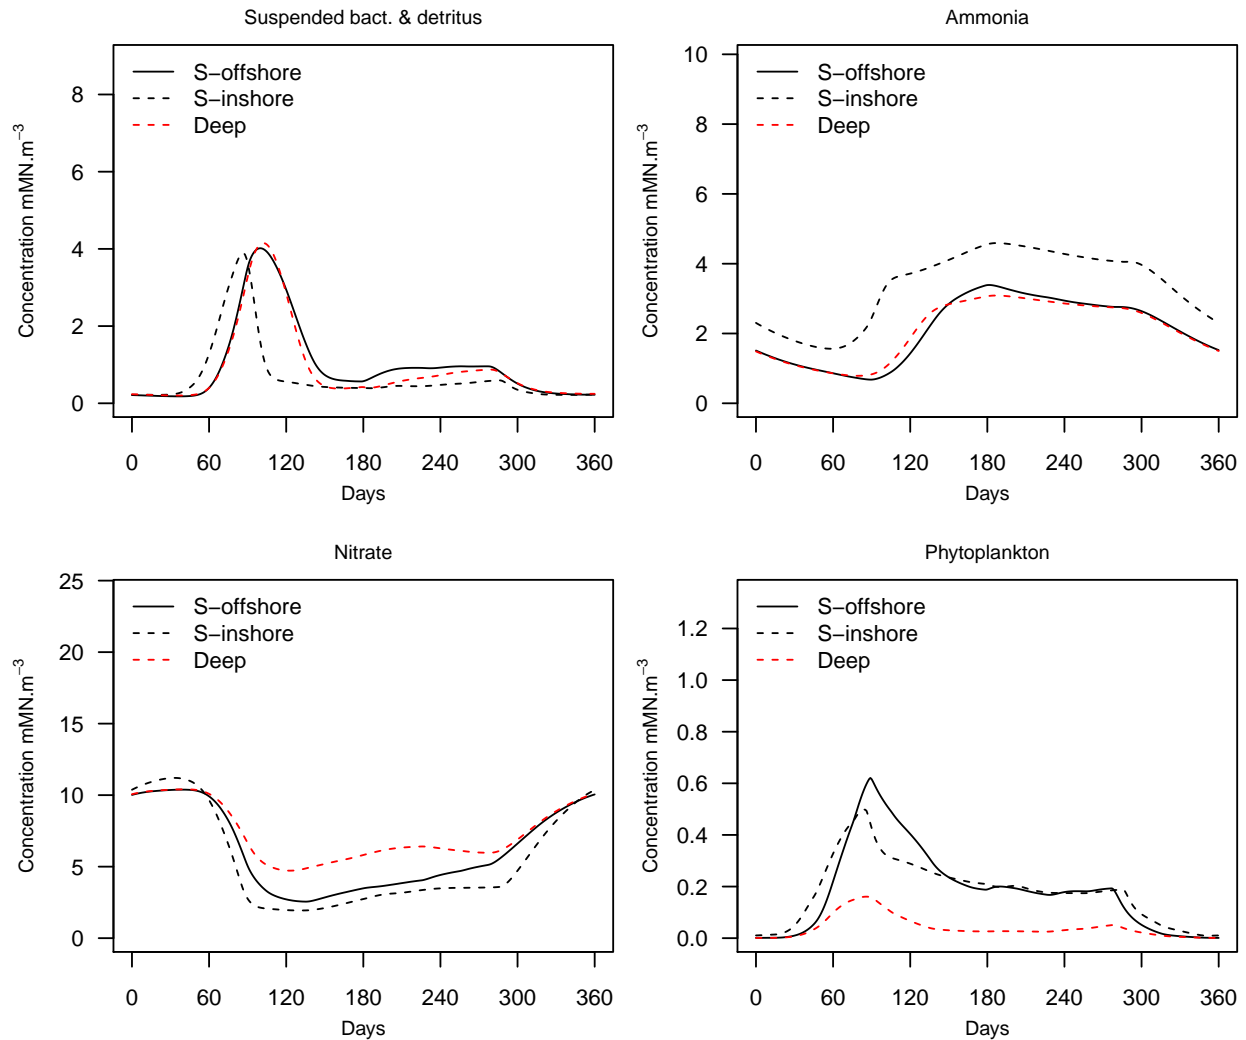 Suspended bact. & detritus
Concentration mMN.m−3
8
6
4
2
0
S−offshore
S−inshore
Deep
0 60 120 180 240 300 360
Days
Ammonia
Concentration mMN.m−3
10
8
6
4
2
0
S−offshore
S−inshore
Deep
0 60 120 180 240 300 360
Days
Nitrate
Concentration mMN.m−3
25
20
15
10
5
0
S−offshore
S−inshore
Deep
0 60 120 180 240 300 360
Days
Phytoplankton
Concentration mMN.m−3
1.2
1.0
0.8
0.6
0.4
0.2
0.0
S−offshore
S−inshore
Deep
0 60 120 180 240 300 360
Days